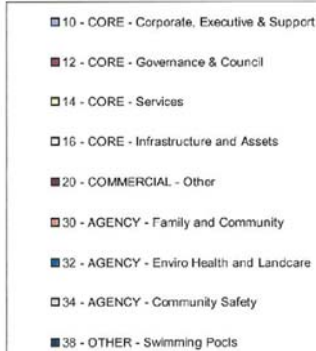 10 - CORE - Corporate, Executive & Support
12 - CORE - Governance & Council
14 - CORE - Services
16 - CORE - Infrastructure and Assets
20 - COMMERCIAL - Other
30 - AGENCY - Family and Community
32 - AGENCY - Enviro Health and Landcare
34 - AGENCY - Community Safety
38 - OTHER - Swimming Pools